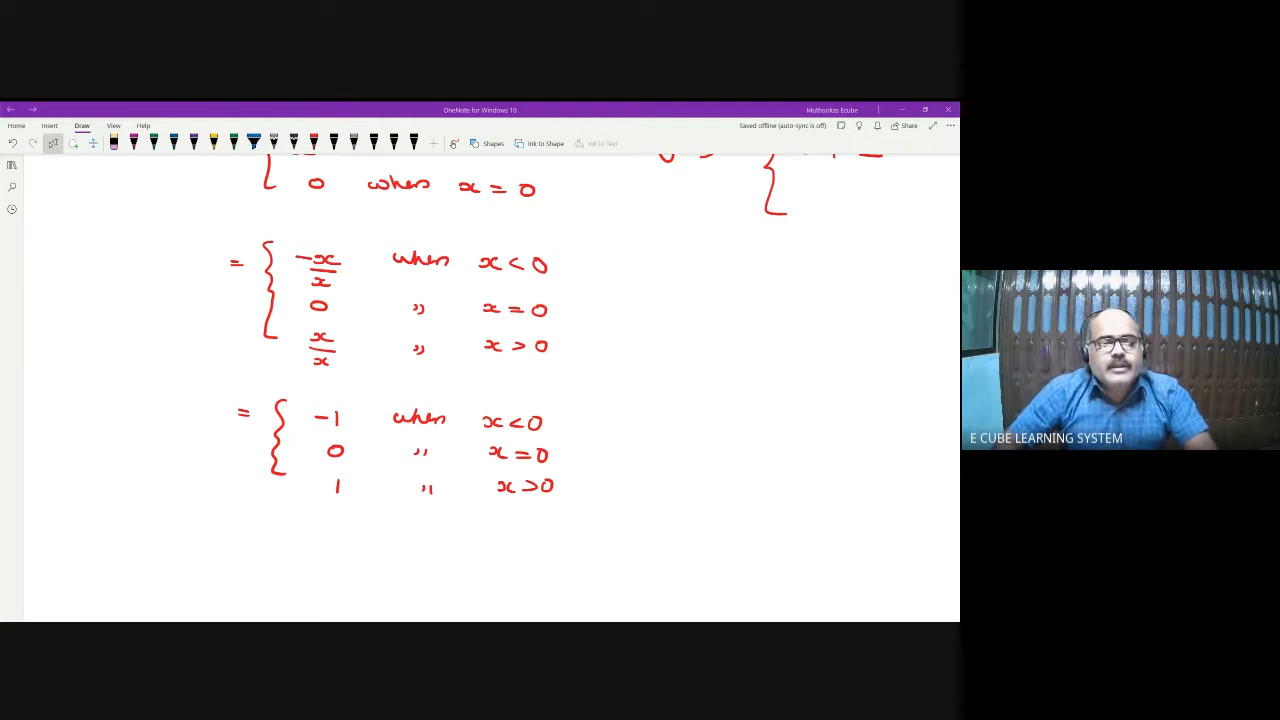 OneNote for Windows 10
Muthookas Ecube
Home Insert Draw View Help
Saved offline (auto-sync is off)
Share
Shapes
Ink to Shape
Ink to Text
0 when x = 0
= { -x/x when x < 0
0 ,, x = 0
x/x ,, x > 0
= { -1 when x < 0
0 ,, x = 0
1 ,, x > 0
E CUBE LEARNING SYSTEM